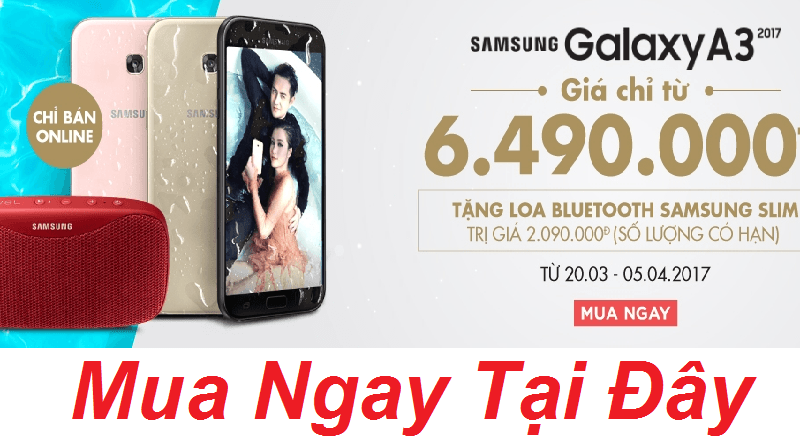 SAMSUNG Galaxy A3 2017
Giá chỉ từ
6.490.000đ
TẶNG LOA BLUETOOTH SAMSUNG SLIM
TRỊ GIÁ 2.090.000Đ (SỐ LƯỢNG CÓ HẠN)
TỪ 20.03 - 05.04.2017
MUA NGAY
CHỈ BÁN
ONLINE
SAMSUNG
SAMSUNG
SAMSUNG
Mua Ngay Tại Đây